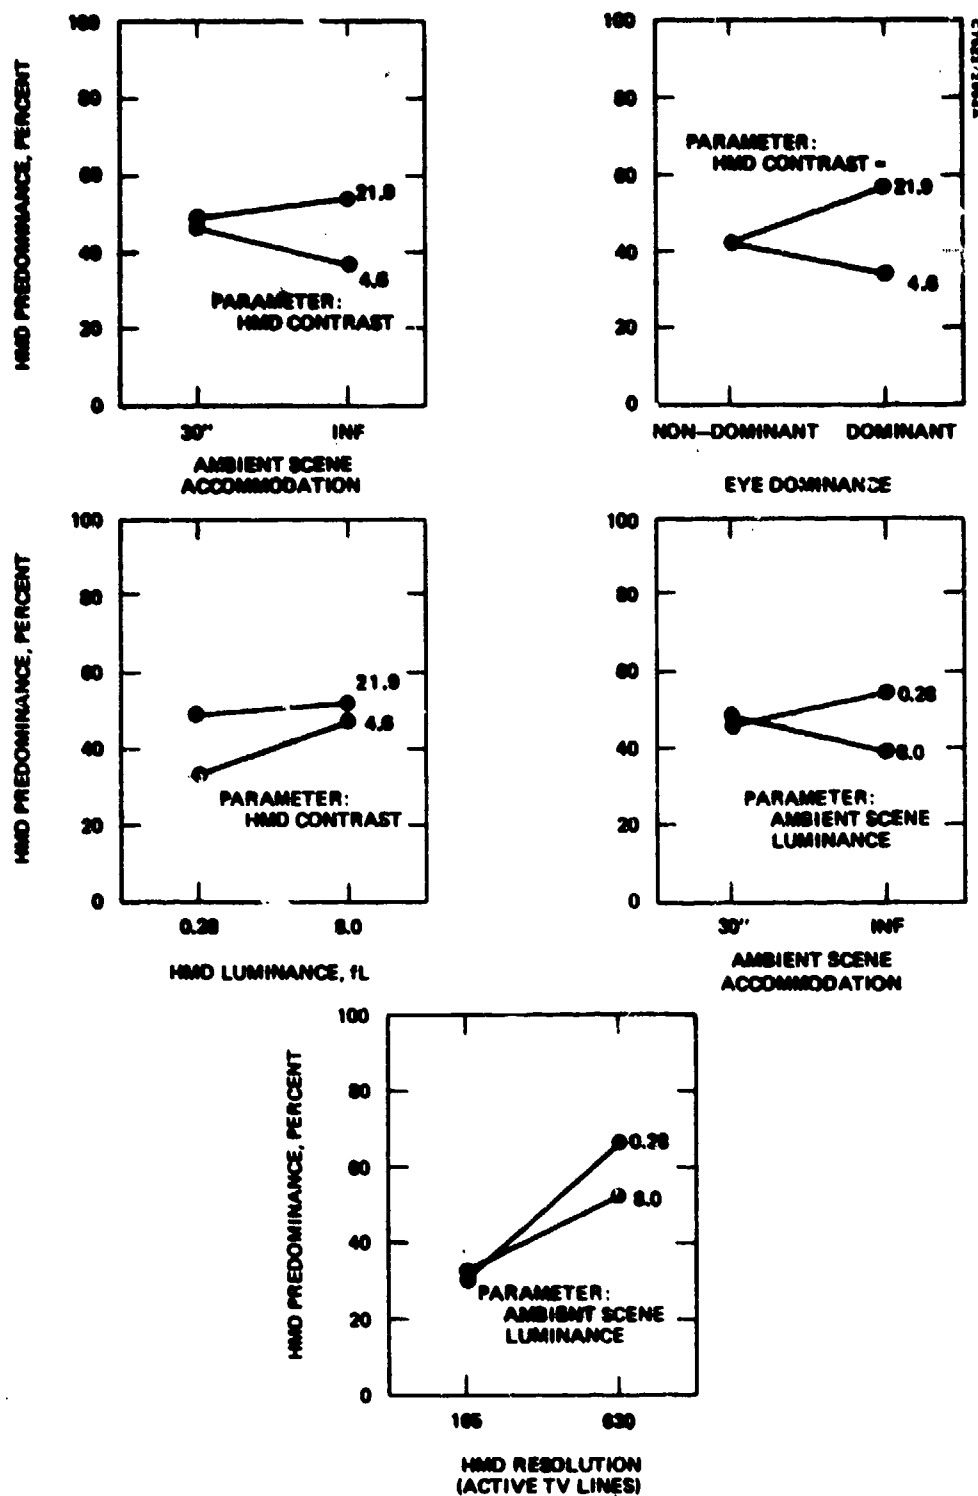 HMD PREDOMINANCE, PERCENT
100
80
60
40
20
0
21.9
4.6
PARAMETER:
HMD CONTRAST
30"
INF
AMBIENT SCENE
ACCOMMODATION
100
80
60
40
20
0
PARAMETER:
HMD CONTRAST =
21.9
4.6
NON-DOMINANT
DOMINANT
EYE DOMINANCE
HMD PREDOMINANCE, PERCENT
100
80
60
40
20
0
21.9
4.6
PARAMETER:
HMD CONTRAST
0.28
8.0
HMD LUMINANCE, fL
100
80
60
40
20
0
0.28
8.0
PARAMETER:
AMBIENT SCENE
LUMINANCE
30"
INF
AMBIENT SCENE
ACCOMMODATION
HMD PREDOMINANCE, PERCENT
100
80
60
40
20
0
0.28
8.0
PARAMETER:
AMBIENT SCENE
LUMINANCE
165
630
HMD RESOLUTION
(ACTIVE TV LINES)